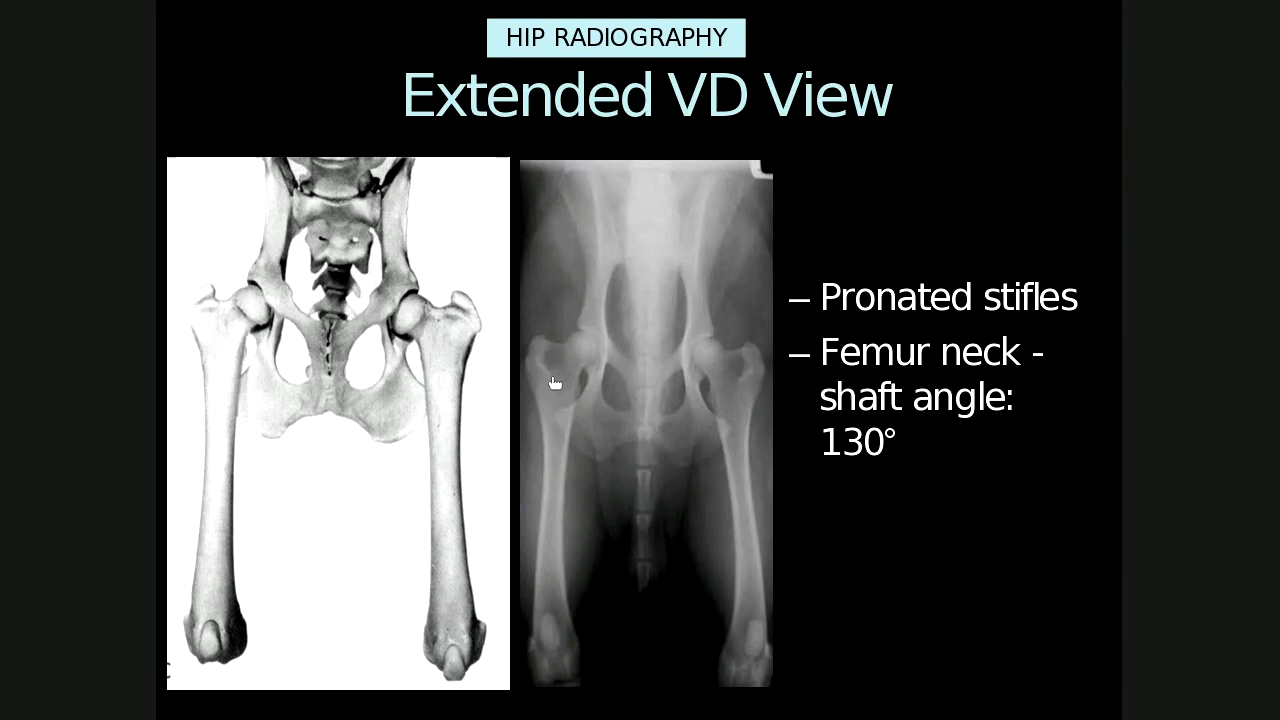 HIP RADIOGRAPHY
Extended VD View
– Pronated stifles
– Femur neck -
shaft angle:
130°